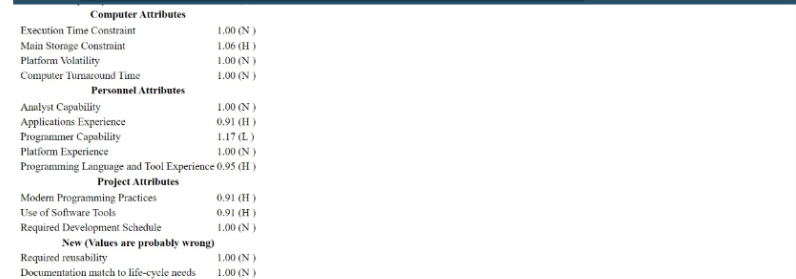 Computer Attributes
Execution Time Constraint 1.00 (N )
Main Storage Constraint 1.06 (H )
Platform Volatility 1.00 (N )
Computer Turnaround Time 1.00 (N )
Personnel Attributes
Analyst Capability 1.00 (N )
Applications Experience 0.91 (H )
Programmer Capability 1.17 (L )
Platform Experience 1.00 (N )
Programming Language and Tool Experience 0.95 (H )
Project Attributes
Modern Programming Practices 0.91 (H )
Use of Software Tools 0.91 (H )
Required Development Schedule 1.00 (N )
New (Values are probably wrong)
Required reusability 1.00 (N )
Documentation match to life-cycle needs 1.00 (N )